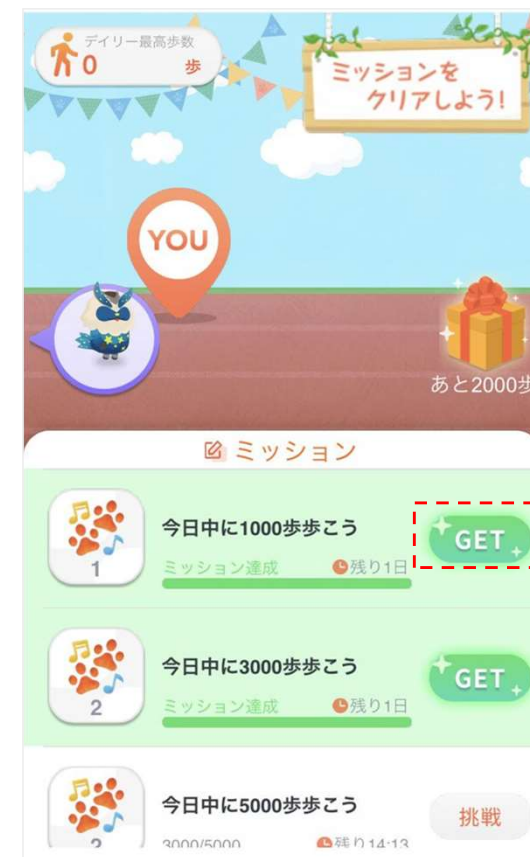 デイリー最高歩数
0 歩
ミッションを
クリアしよう!
YOU
あと2000歩
ミッション
今日中に1000歩歩こう
GET
1
ミッション達成 残り1日
今日中に3000歩歩こう
GET
2
ミッション達成 残り1日
今日中に5000歩歩こう
挑戦
3000/5000 残り14:13